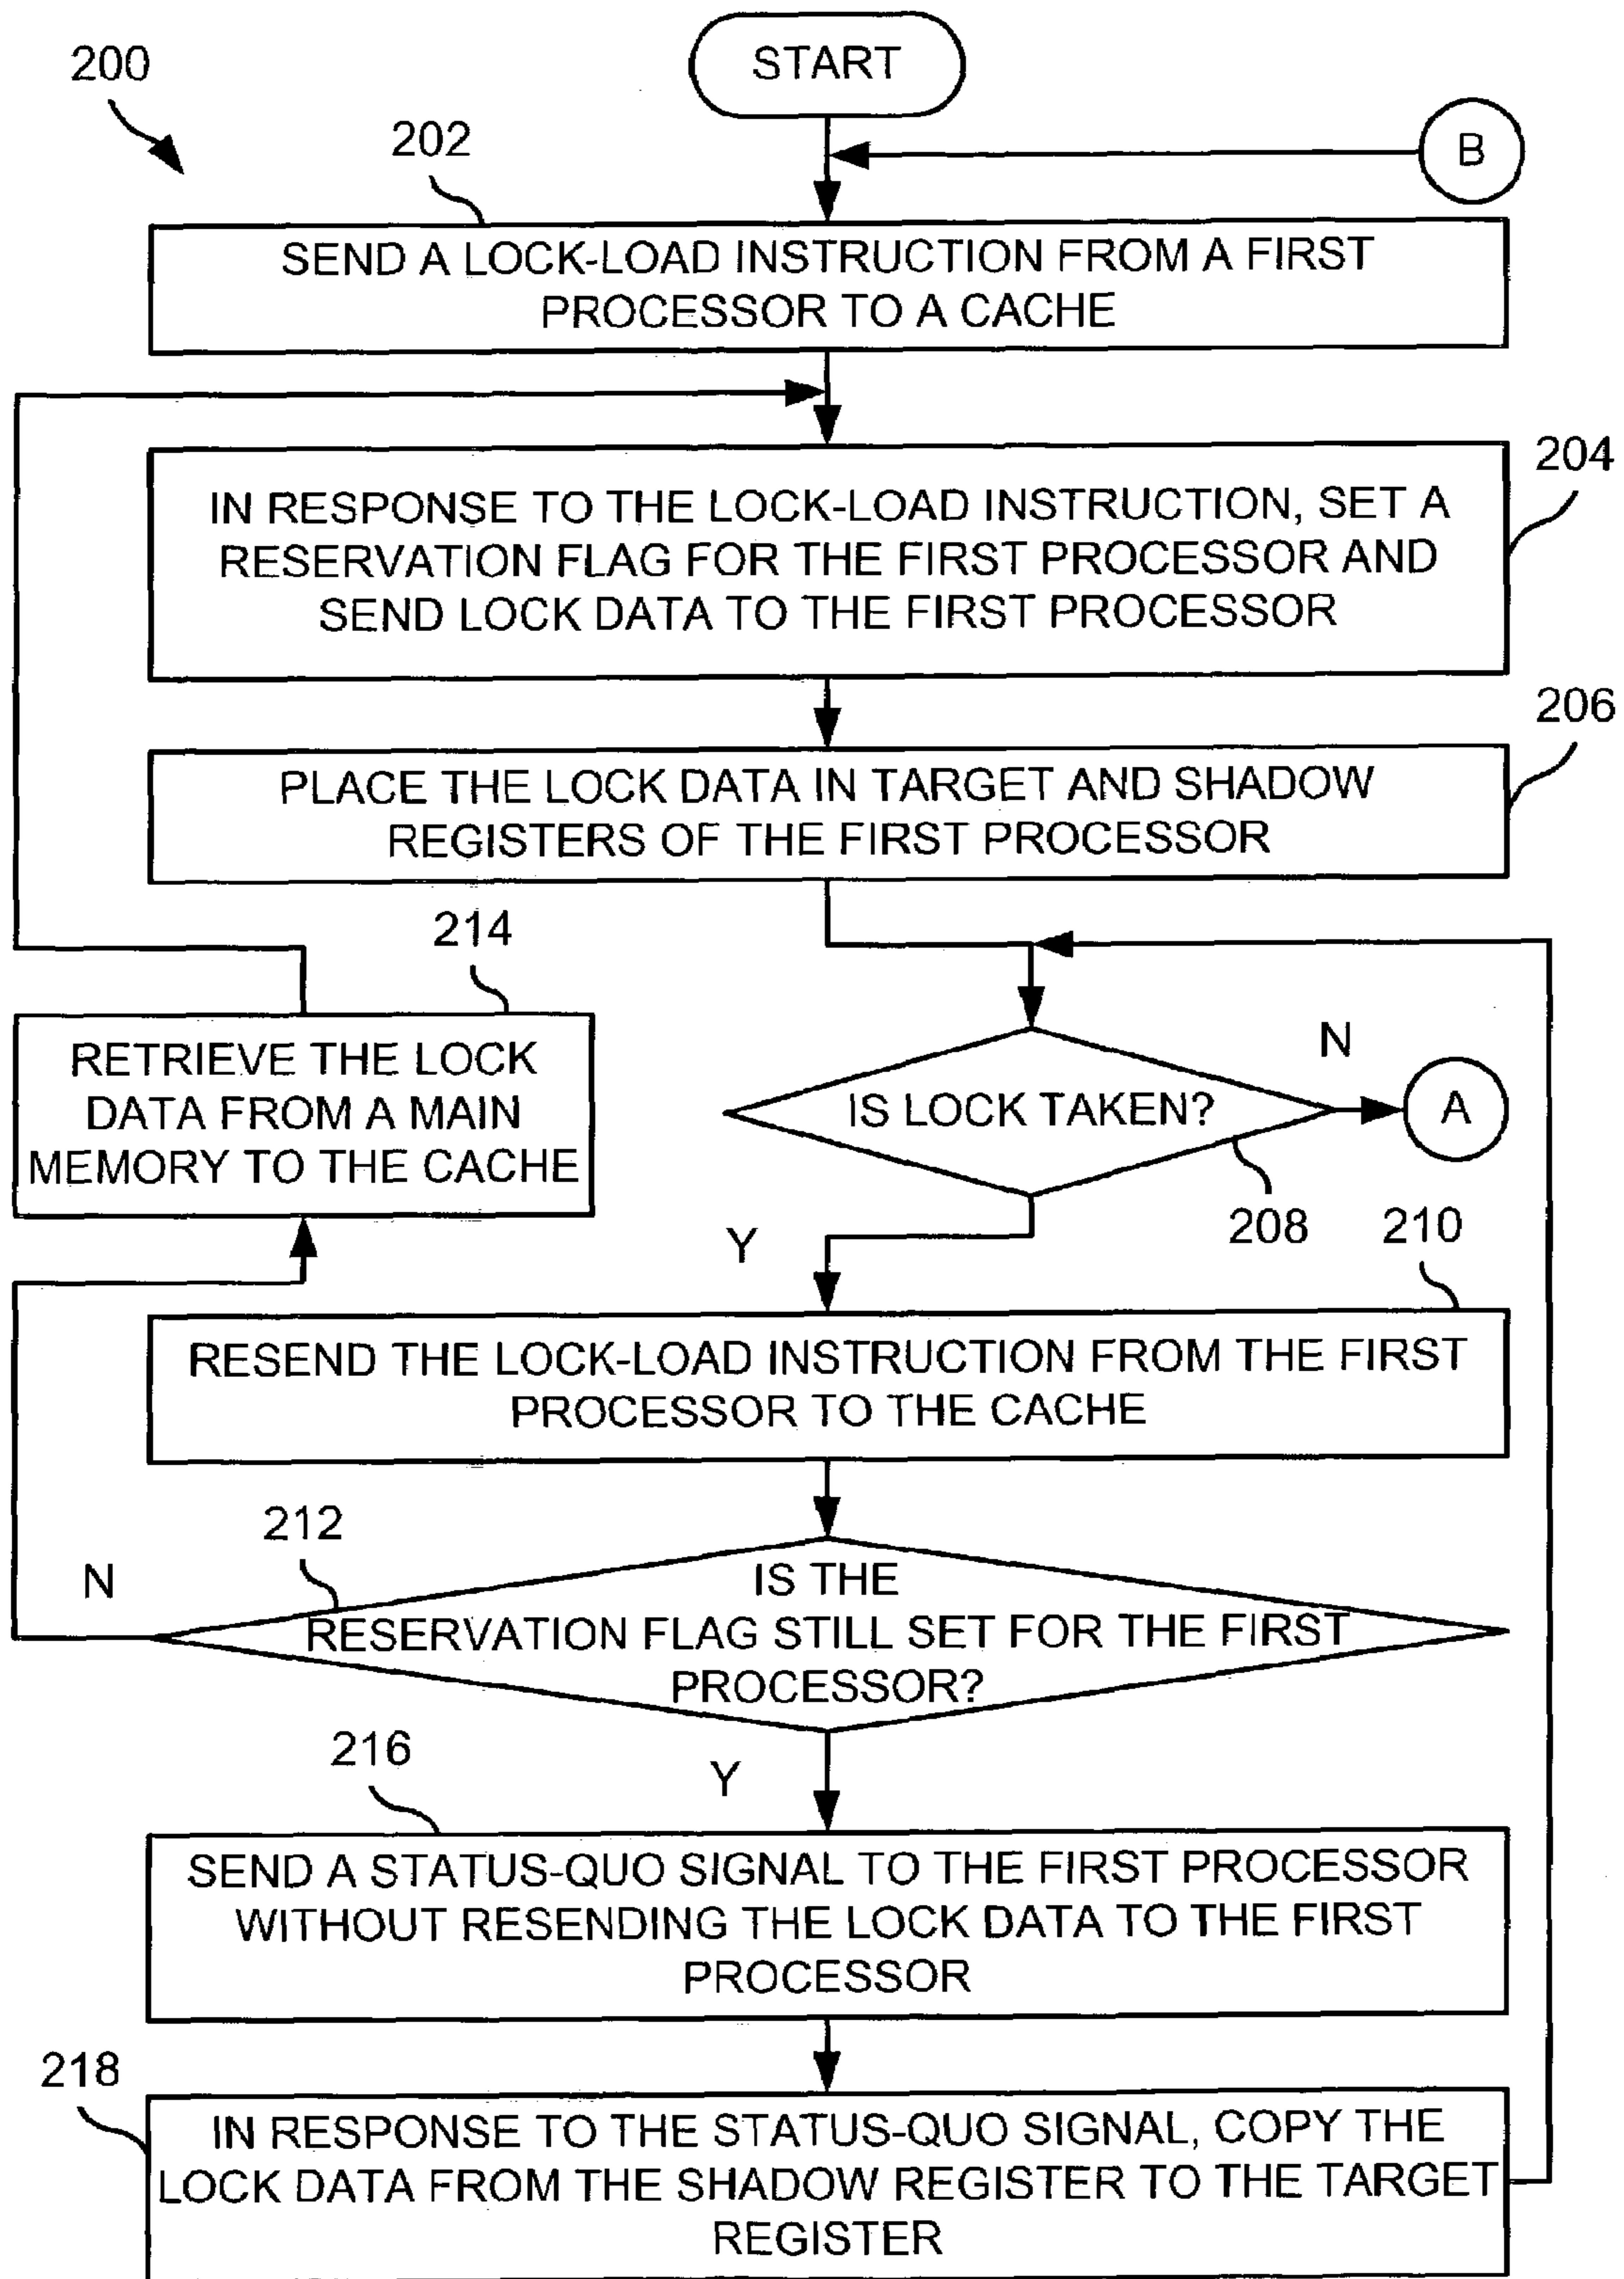 200
START
B
202
SEND A LOCK-LOAD INSTRUCTION FROM A FIRST
PROCESSOR TO A CACHE
204
IN RESPONSE TO THE LOCK-LOAD INSTRUCTION, SET A
RESERVATION FLAG FOR THE FIRST PROCESSOR AND
SEND LOCK DATA TO THE FIRST PROCESSOR
206
PLACE THE LOCK DATA IN TARGET AND SHADOW
REGISTERS OF THE FIRST PROCESSOR
214
RETRIEVE THE LOCK
DATA FROM A MAIN
MEMORY TO THE CACHE
N
IS LOCK TAKEN?
A
208
Y
210
RESEND THE LOCK-LOAD INSTRUCTION FROM THE FIRST
PROCESSOR TO THE CACHE
212
N
IS THE
RESERVATION FLAG STILL SET FOR THE FIRST
PROCESSOR?
216
Y
SEND A STATUS-QUO SIGNAL TO THE FIRST PROCESSOR
WITHOUT RESENDING THE LOCK DATA TO THE FIRST
PROCESSOR
218
IN RESPONSE TO THE STATUS-QUO SIGNAL, COPY THE
LOCK DATA FROM THE SHADOW REGISTER TO THE TARGET
REGISTER